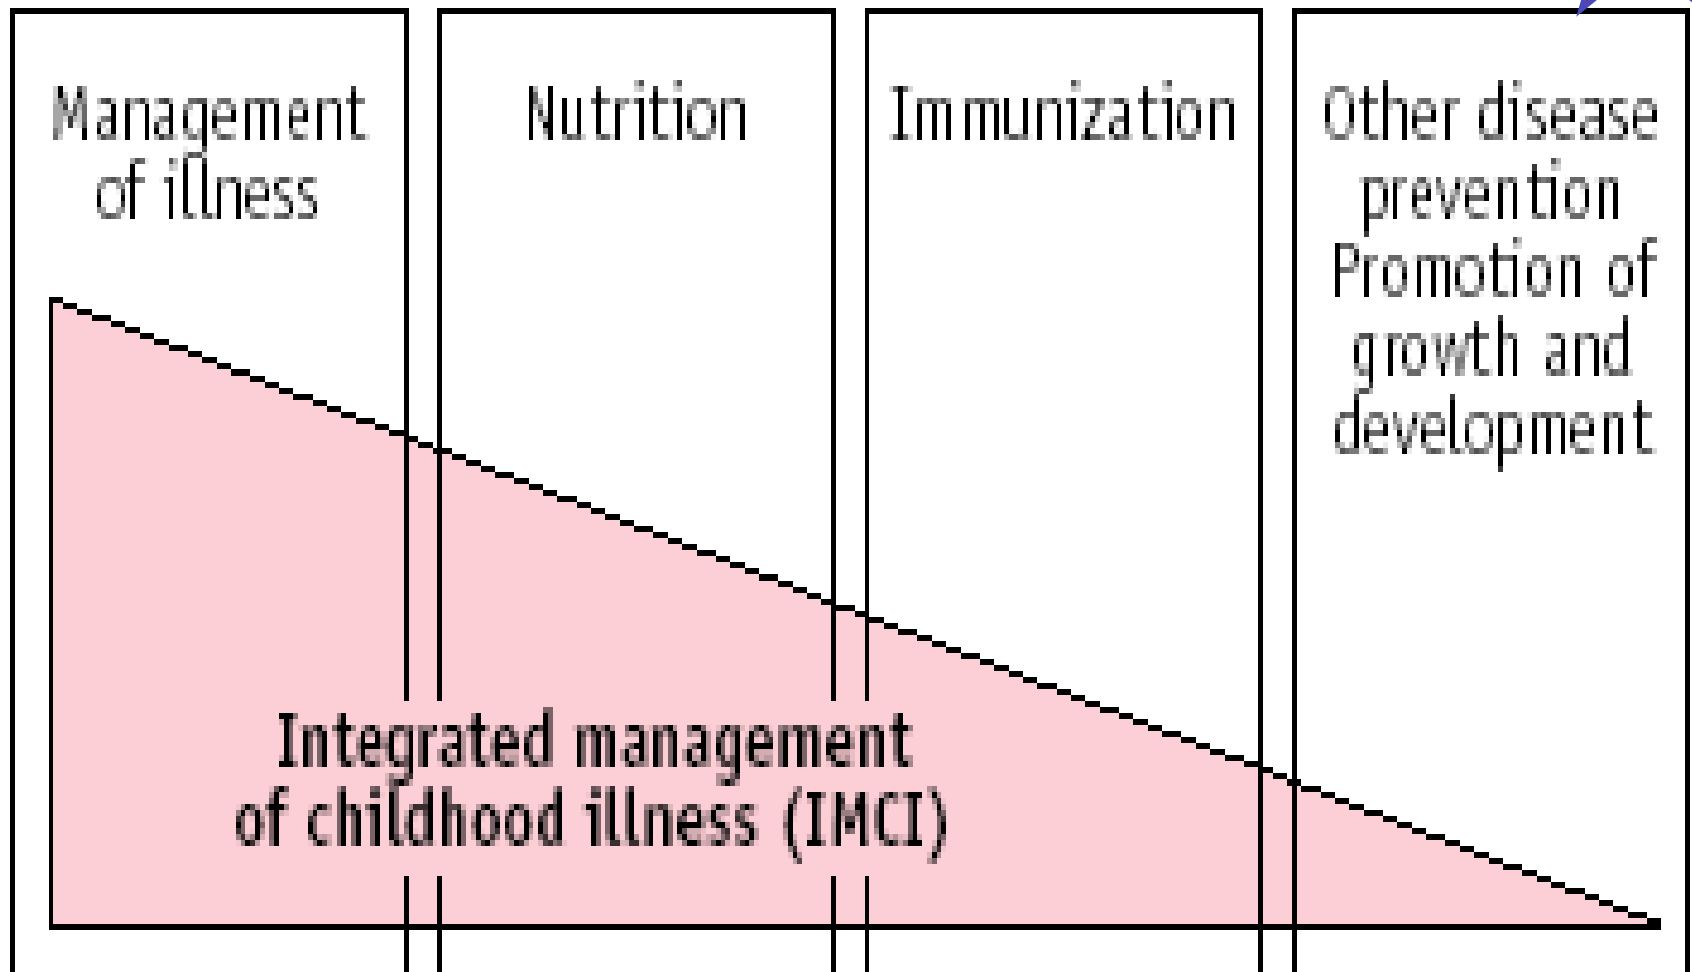 Management
of illness
Nutrition
Immunization
Other disease
prevention
Promotion of
growth and
development
Integrated management
of childhood illness (IMCI)